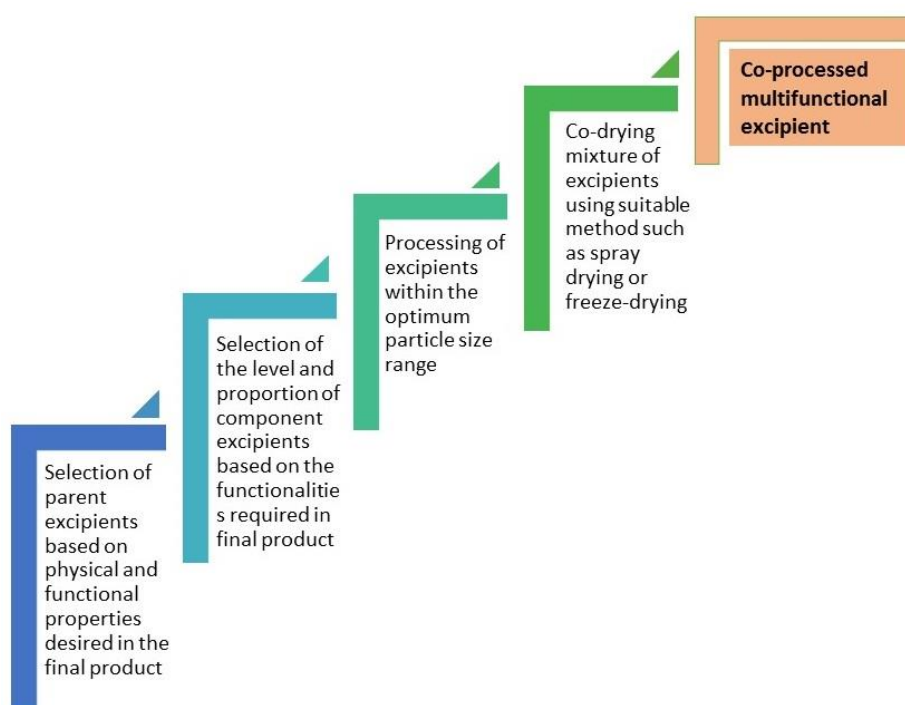 Selection of
parent
excipients
based on
physical and
functional
properties
desired in the
final product
Selection of
the level and
proportion of
component
excipients
based on the
functionalitie
s required in
final product
Processing of
excipients
within the
optimum
particle size
range
Co-drying
mixture of
excipients
using suitable
method such
as spray
drying or
freeze-drying
Co-processed
multifunctional
excipient